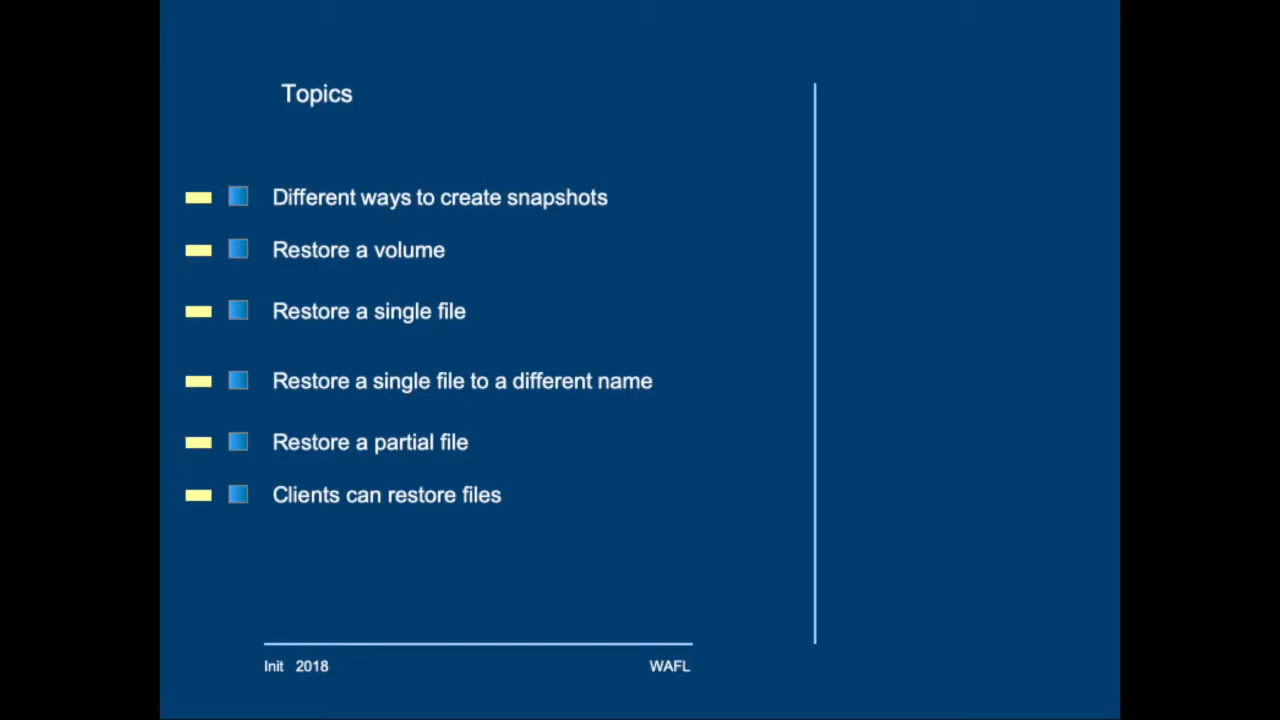 Topics
Different ways to create snapshots
Restore a volume
Restore a single file
Restore a single file to a different name
Restore a partial file
Clients can restore files
Init 2018 WAFL